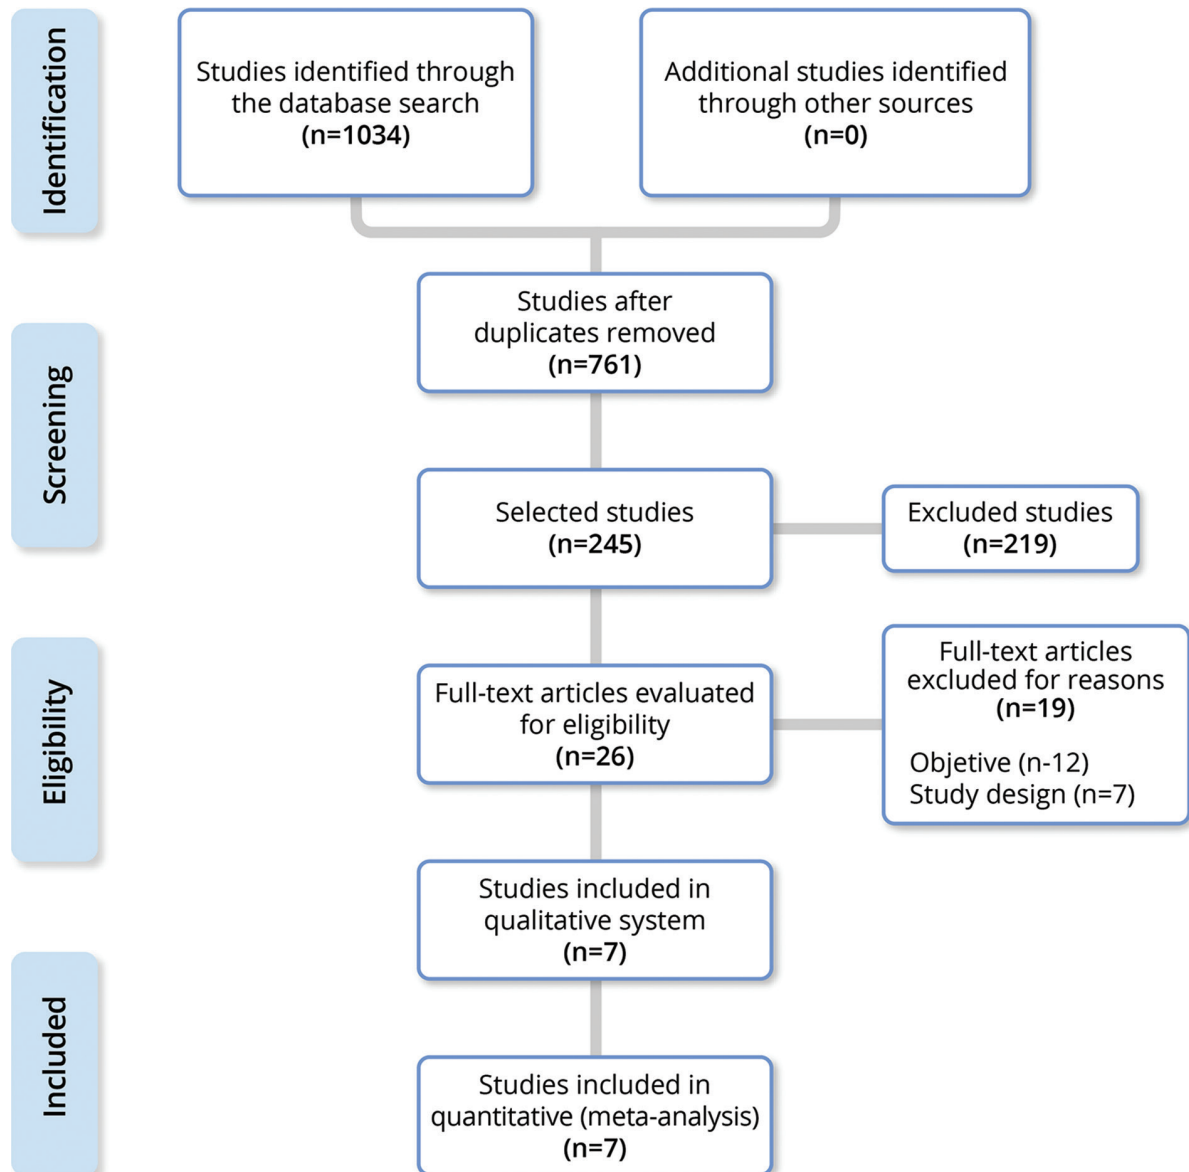 Identification
Studies identified through
the database search
(n=1034)
Additional studies identified
through other sources
(n=0)
Screening
Studies after
duplicates removed
(n=761)
Selected studies
(n=245)
Excluded studies
(n=219)
Eligibility
Full-text articles evaluated
for eligibility
(n=26)
Full-text articles
excluded for reasons
(n=19)
Objetive (n-12)
Study design (n=7)
Studies included in
qualitative system
(n=7)
Included
Studies included in
quantitative (meta-analysis)
(n=7)